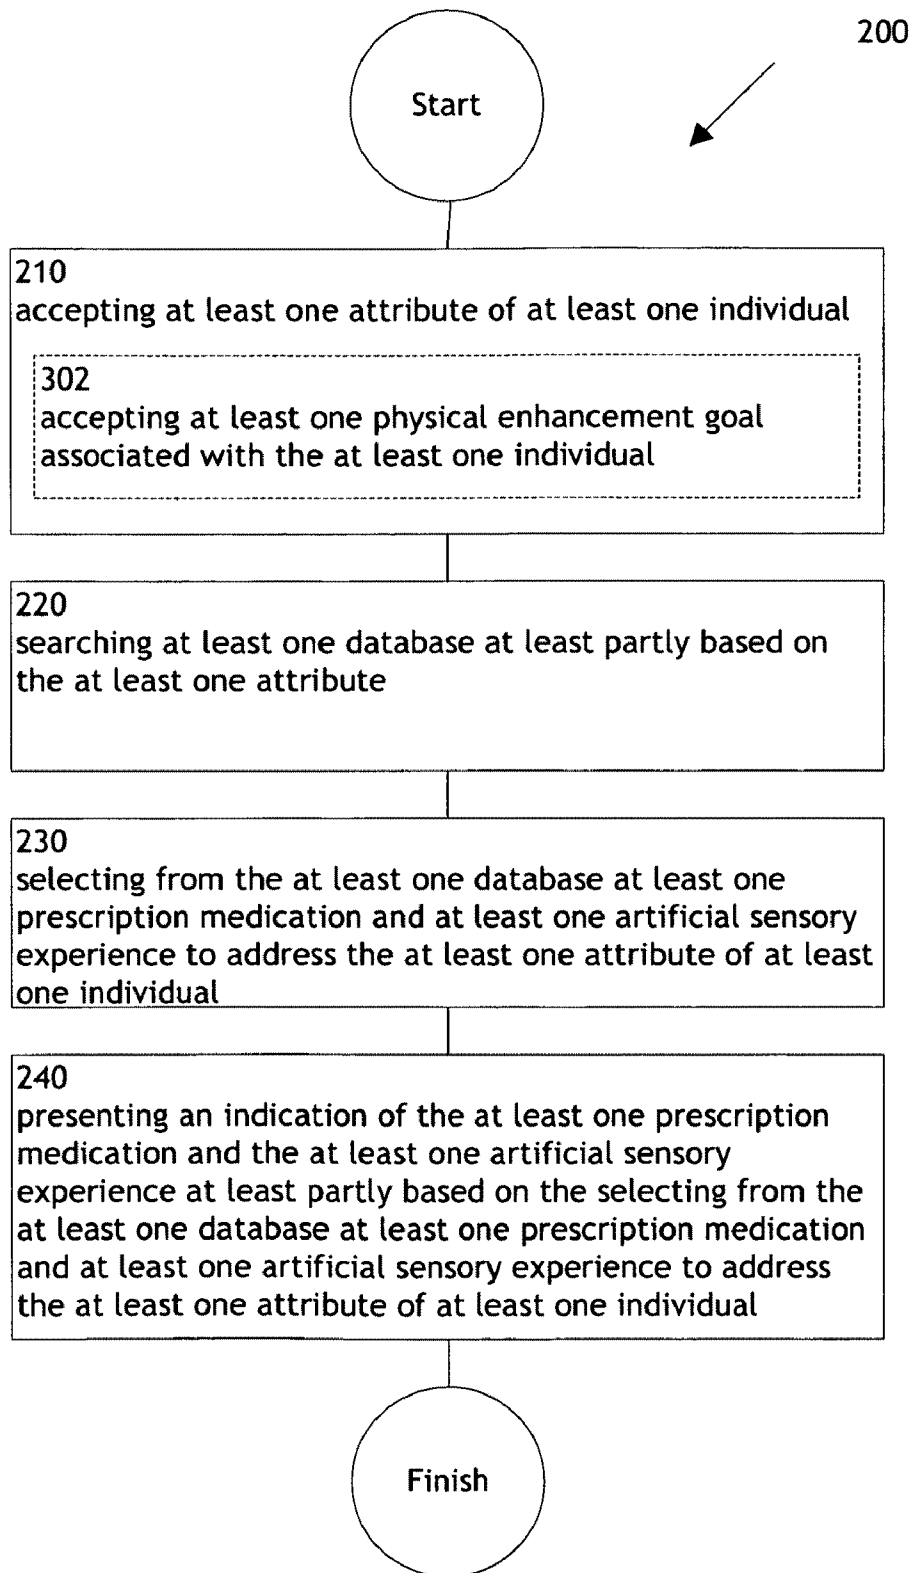 200
Start
210
accepting at least one attribute of at least one individual
302
accepting at least one physical enhancement goal
associated with the at least one individual
220
searching at least one database at least partly based on
the at least one attribute
230
selecting from the at least one database at least one
prescription medication and at least one artificial sensory
experience to address the at least one attribute of at least
one individual
240
presenting an indication of the at least one prescription
medication and the at least one artificial sensory
experience at least partly based on the selecting from the
at least one database at least one prescription medication
and at least one artificial sensory experience to address
the at least one attribute of at least one individual
Finish